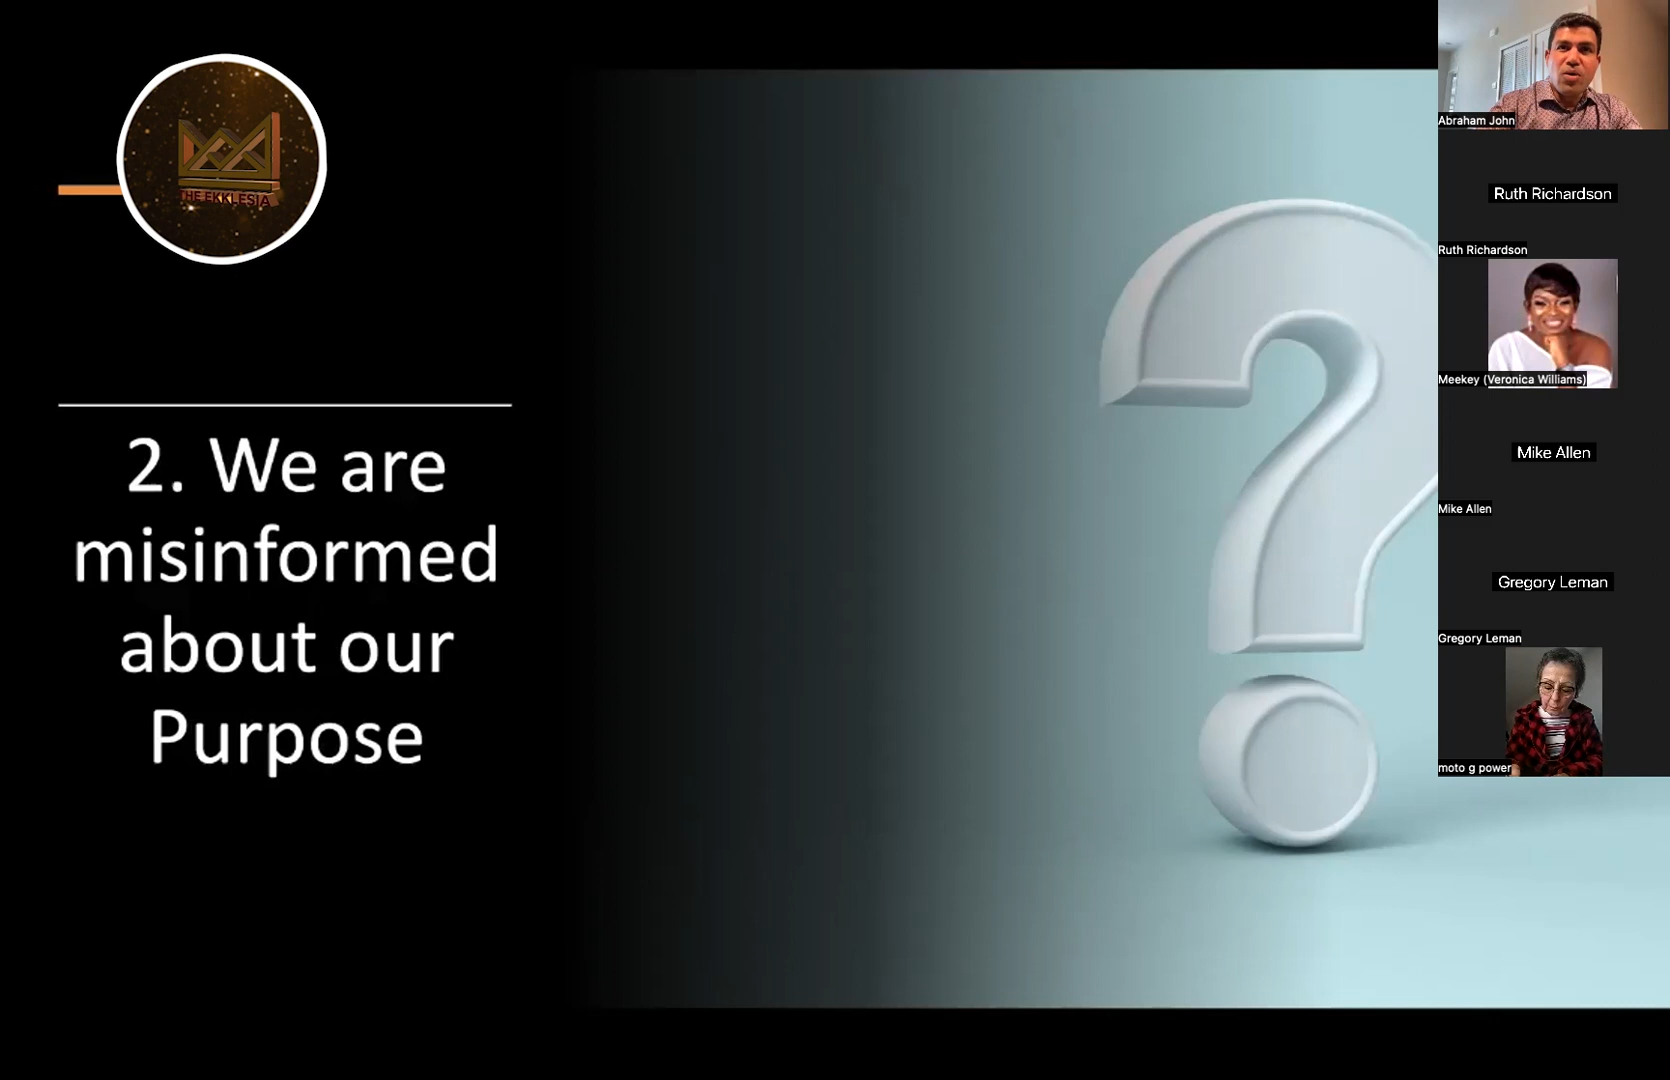 THE EKKLESIA
2. We are
misinformed
about our
Purpose
Abraham John
Ruth Richardson
Ruth Richardson
Meekey (Veronica Williams)
Mike Allen
Mike Allen
Gregory Leman
Gregory Leman
moto g power